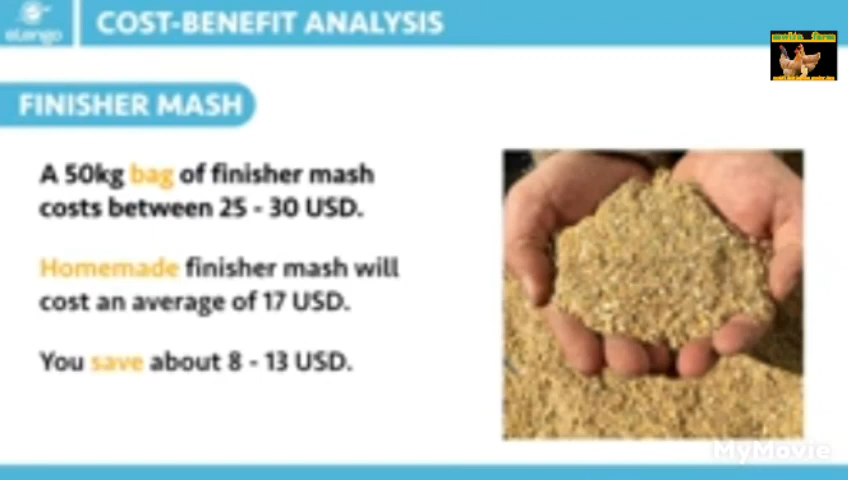 elengo
COST-BENEFIT ANALYSIS
FINISHER MASH
A 50kg bag of finisher mash
costs between 25 - 30 USD.
Homemade finisher mash will
cost an average of 17 USD.
You save about 8 - 13 USD.
MyMovie